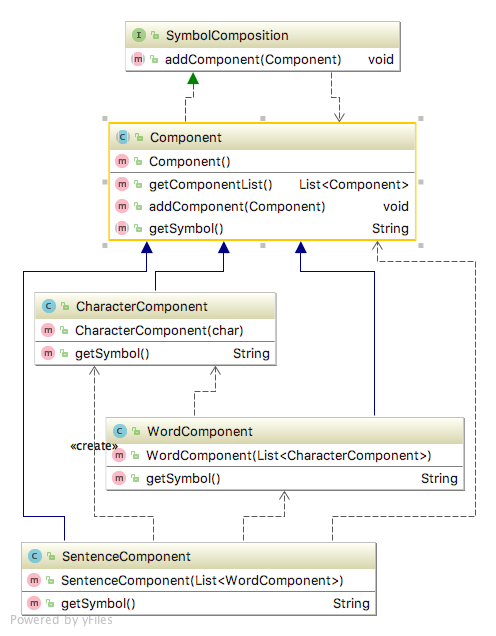 I SymbolComposition
m addComponent(Component) void
C Component
m Component()
m getComponentList() List<Component>
m addComponent(Component) void
m getSymbol() String
C CharacterComponent
m CharacterComponent(char)
m getSymbol() String
C WordComponent
«create»
m WordComponent(List<CharacterComponent>)
m getSymbol() String
C SentenceComponent
m SentenceComponent(List<WordComponent>)
m getSymbol() String
Powered by yFiles